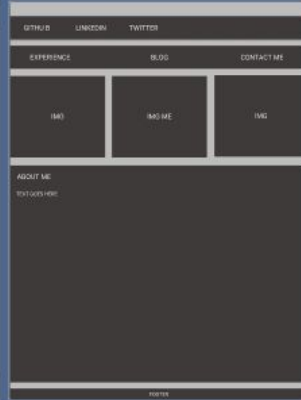 GITHUB LINKEDIN TWITTER
EXPERIENCE BLOG CONTACT ME
IMG IMG ME IMG
ABOUT ME
TEXT GOES HERE
FOOTER